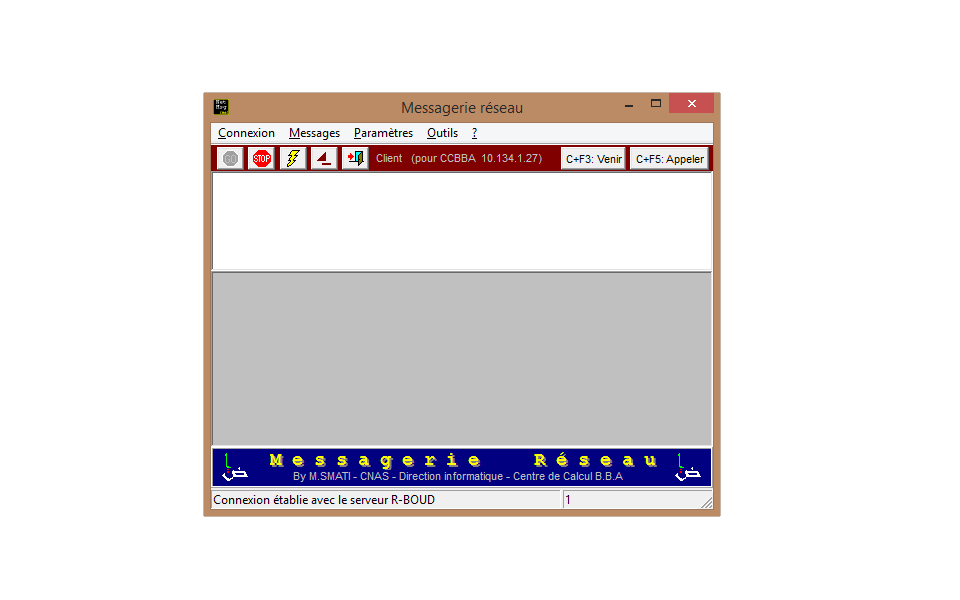 Messagerie réseau
Connexion Messages Paramètres Outils ?
GO STOP Client (pour CCBBA 10.134.1.27) C+F3: Venir C+F5: Appeler
Messagerie Réseau
By M.SMATI - CNAS - Direction informatique - Centre de Calcul B.B.A
Connexion établie avec le serveur R-BOUD 1